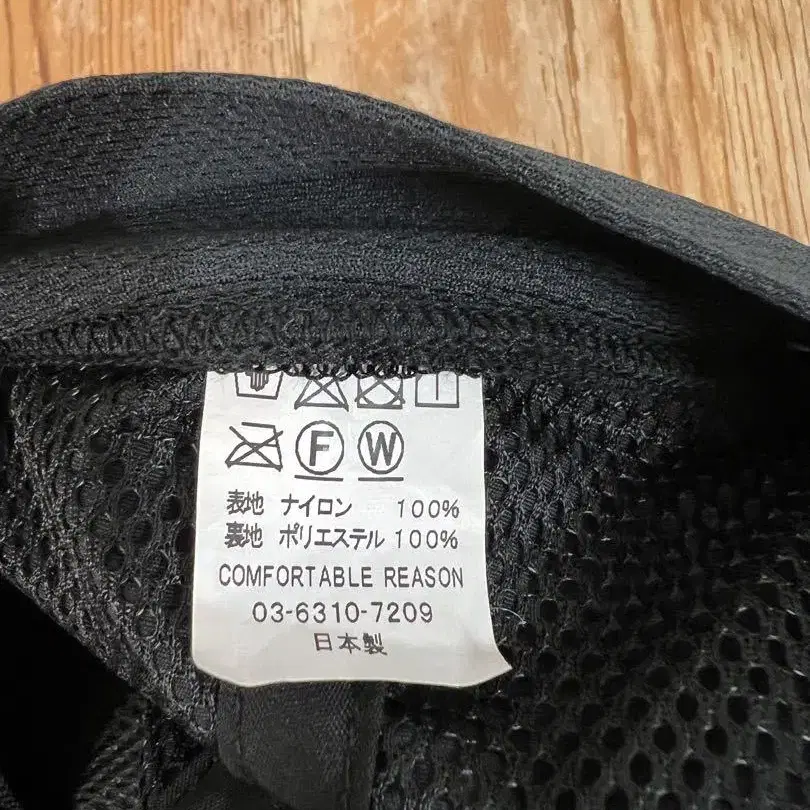 F W
表地 ナイロン 100%
裏地 ポリエステル 100%
COMFORTABLE REASON
03-6310-7209
日本製